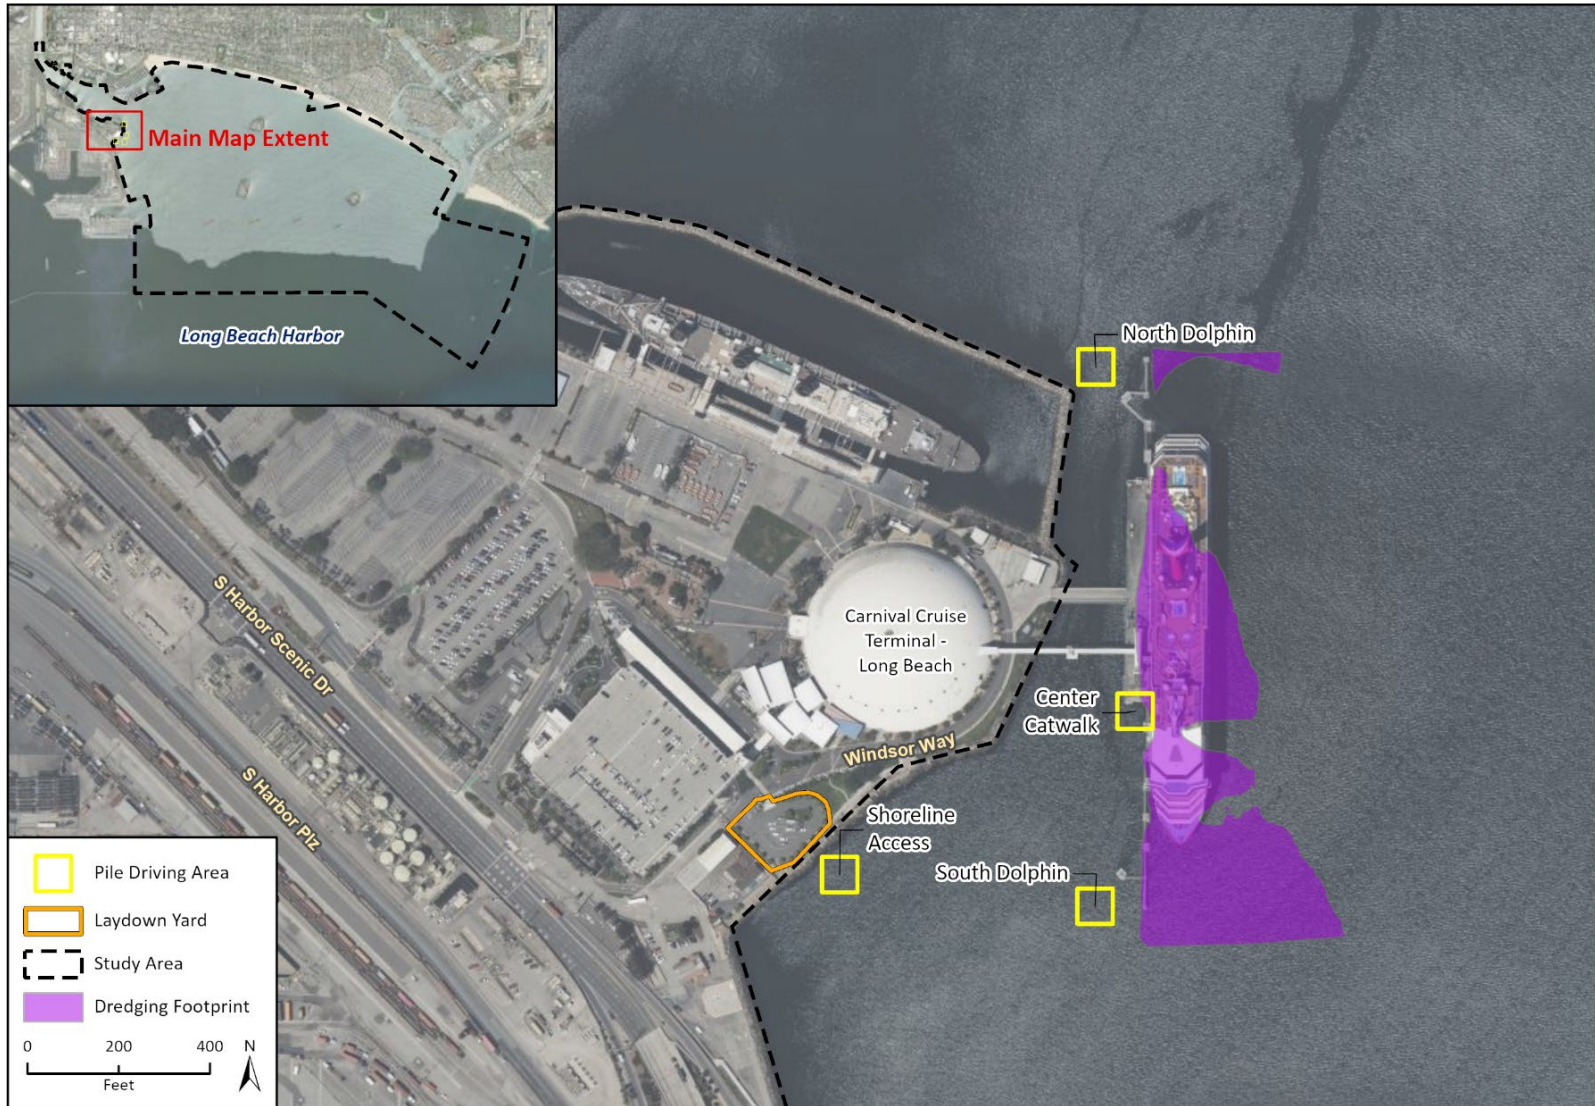 Main Map Extent
Long Beach Harbor
North Dolphin
S Harbor Scenic Dr
Carnival Cruise
Terminal -
Long Beach
Center
Catwalk
Windsor Way
S Harbor Plz
Shoreline
Access
South Dolphin
Pile Driving Area
Laydown Yard
Study Area
Dredging Footprint
0 200 400 N
Feet